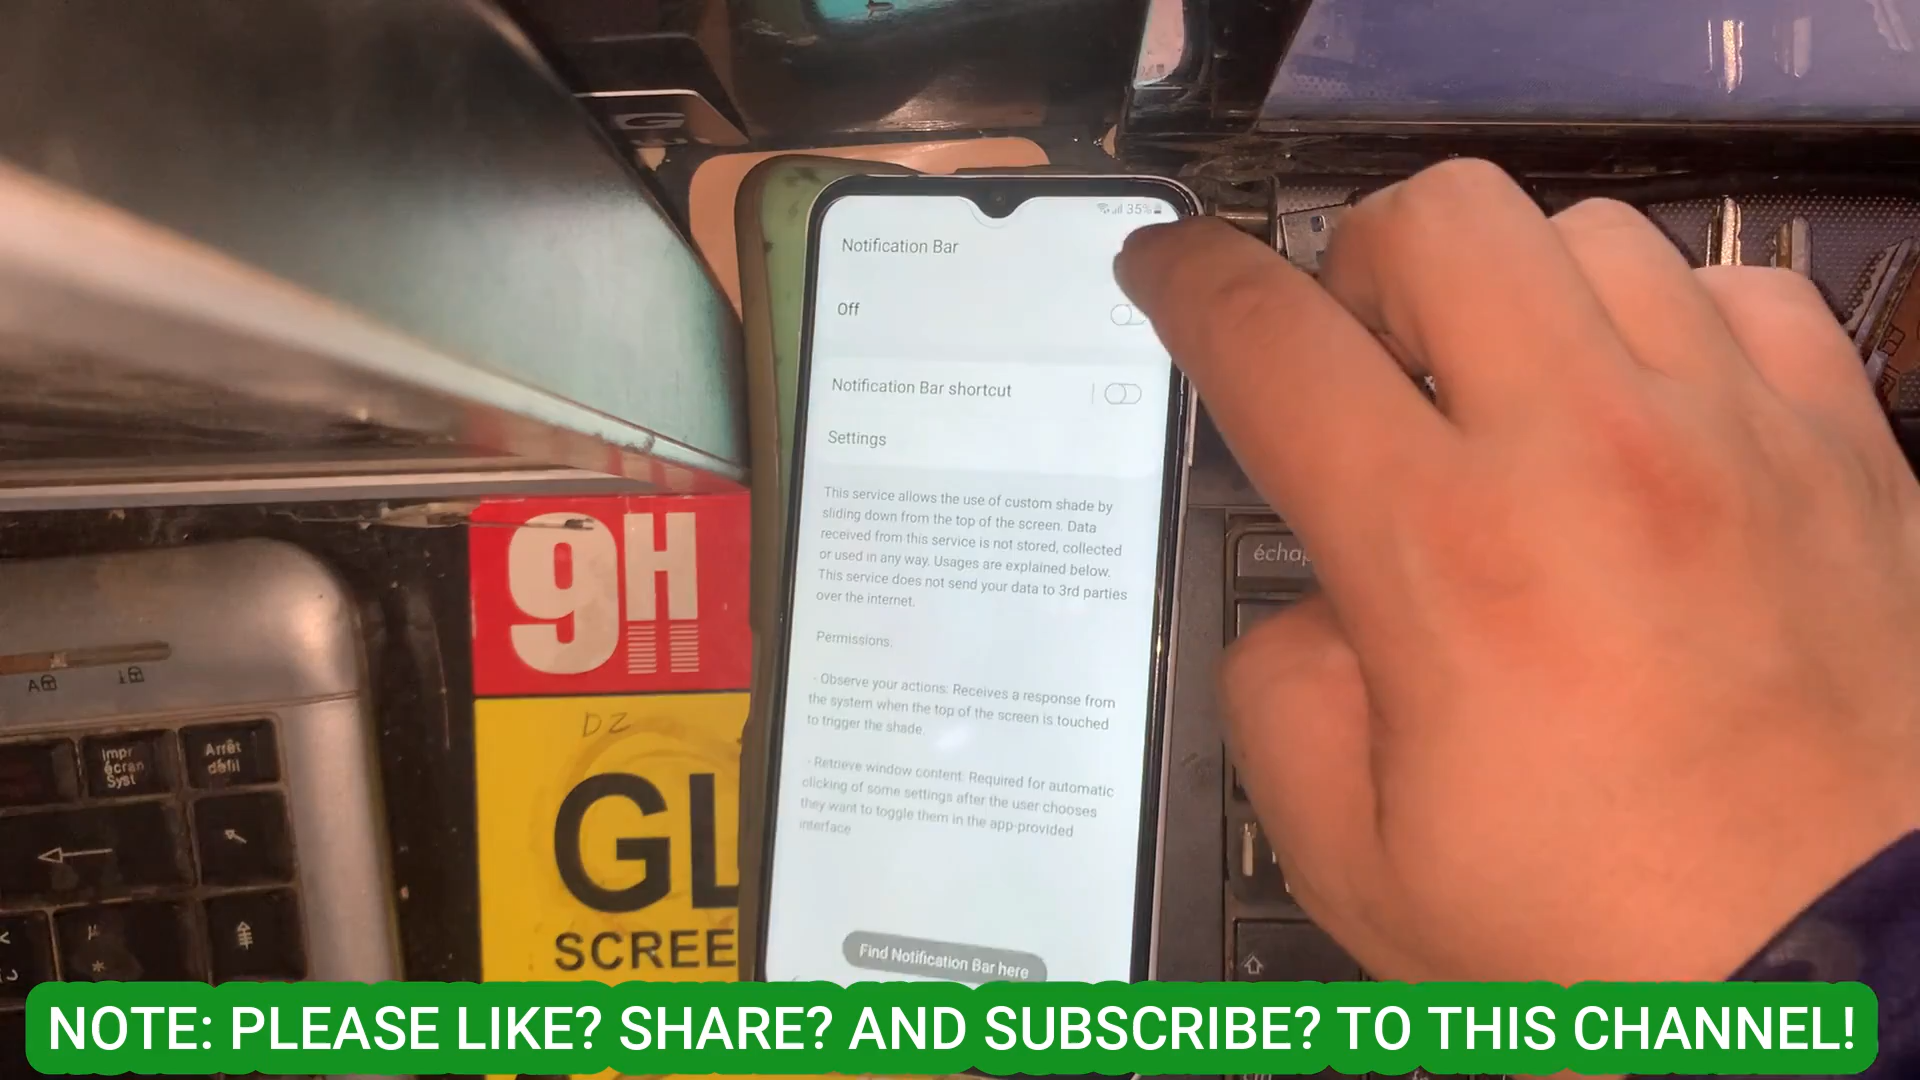 35%
Notification Bar
Off
Notification Bar shortcut
Settings
This service allows the use of custom shade by
sliding down from the top of the screen. Data
received from this service is not stored, collected
or used in any way. Usages are explained below.
This service does not send your data to 3rd parties
over the internet.
Permissions:
- Observe your actions: Receives a response from
the system when the top of the screen is touched
to trigger the shade.
- Retrieve window content: Required for automatic
clicking of some settings after the user chooses
they want to toggle them in the app-provided
interface
Find Notification Bar here
9H
DZ
GL
SCREE
Impr
écran
Syst
Arrêt
défil
échap
G
A
1
*
NOTE: PLEASE LIKE? SHARE? AND SUBSCRIBE? TO THIS CHANNEL!